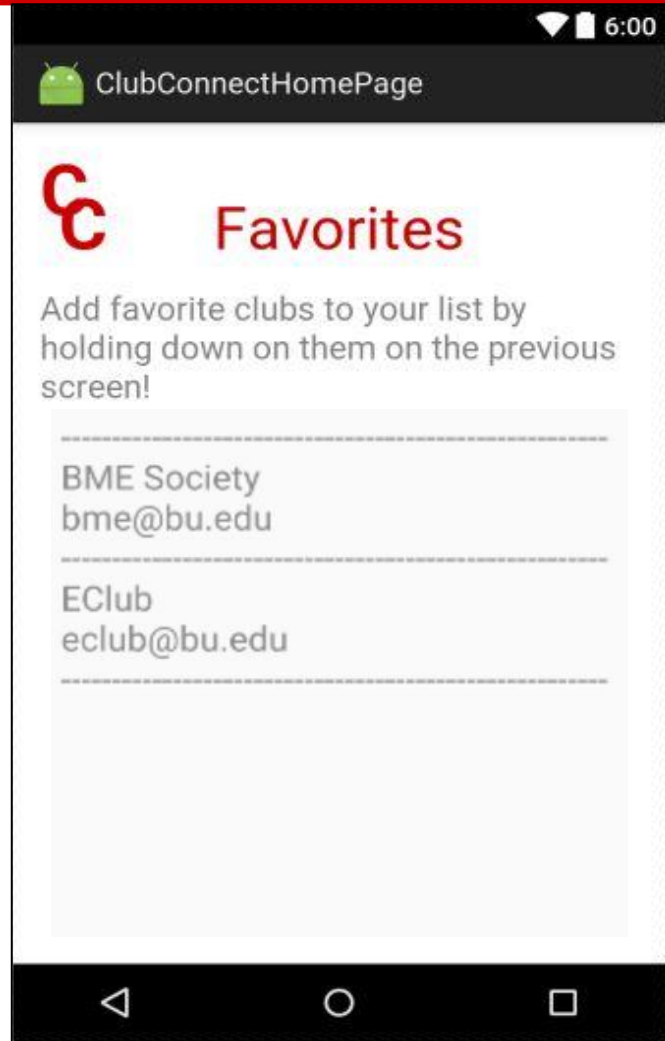 6:00
ClubConnectHomePage
CC
Favorites
Add favorite clubs to your list by
holding down on them on the previous
screen!
------------------------------------------------------
BME Society
bme@bu.edu
------------------------------------------------------
EClub
eclub@bu.edu
------------------------------------------------------